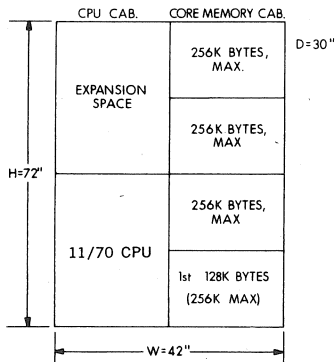 CPU CAB. CORE MEMORY CAB.
256K BYTES,
MAX.
D=30"
EXPANSION
SPACE
256K BYTES,
MAX
H=72"
256K BYTES,
MAX
11/70 CPU
1st 128K BYTES
(256K MAX)
W=42"